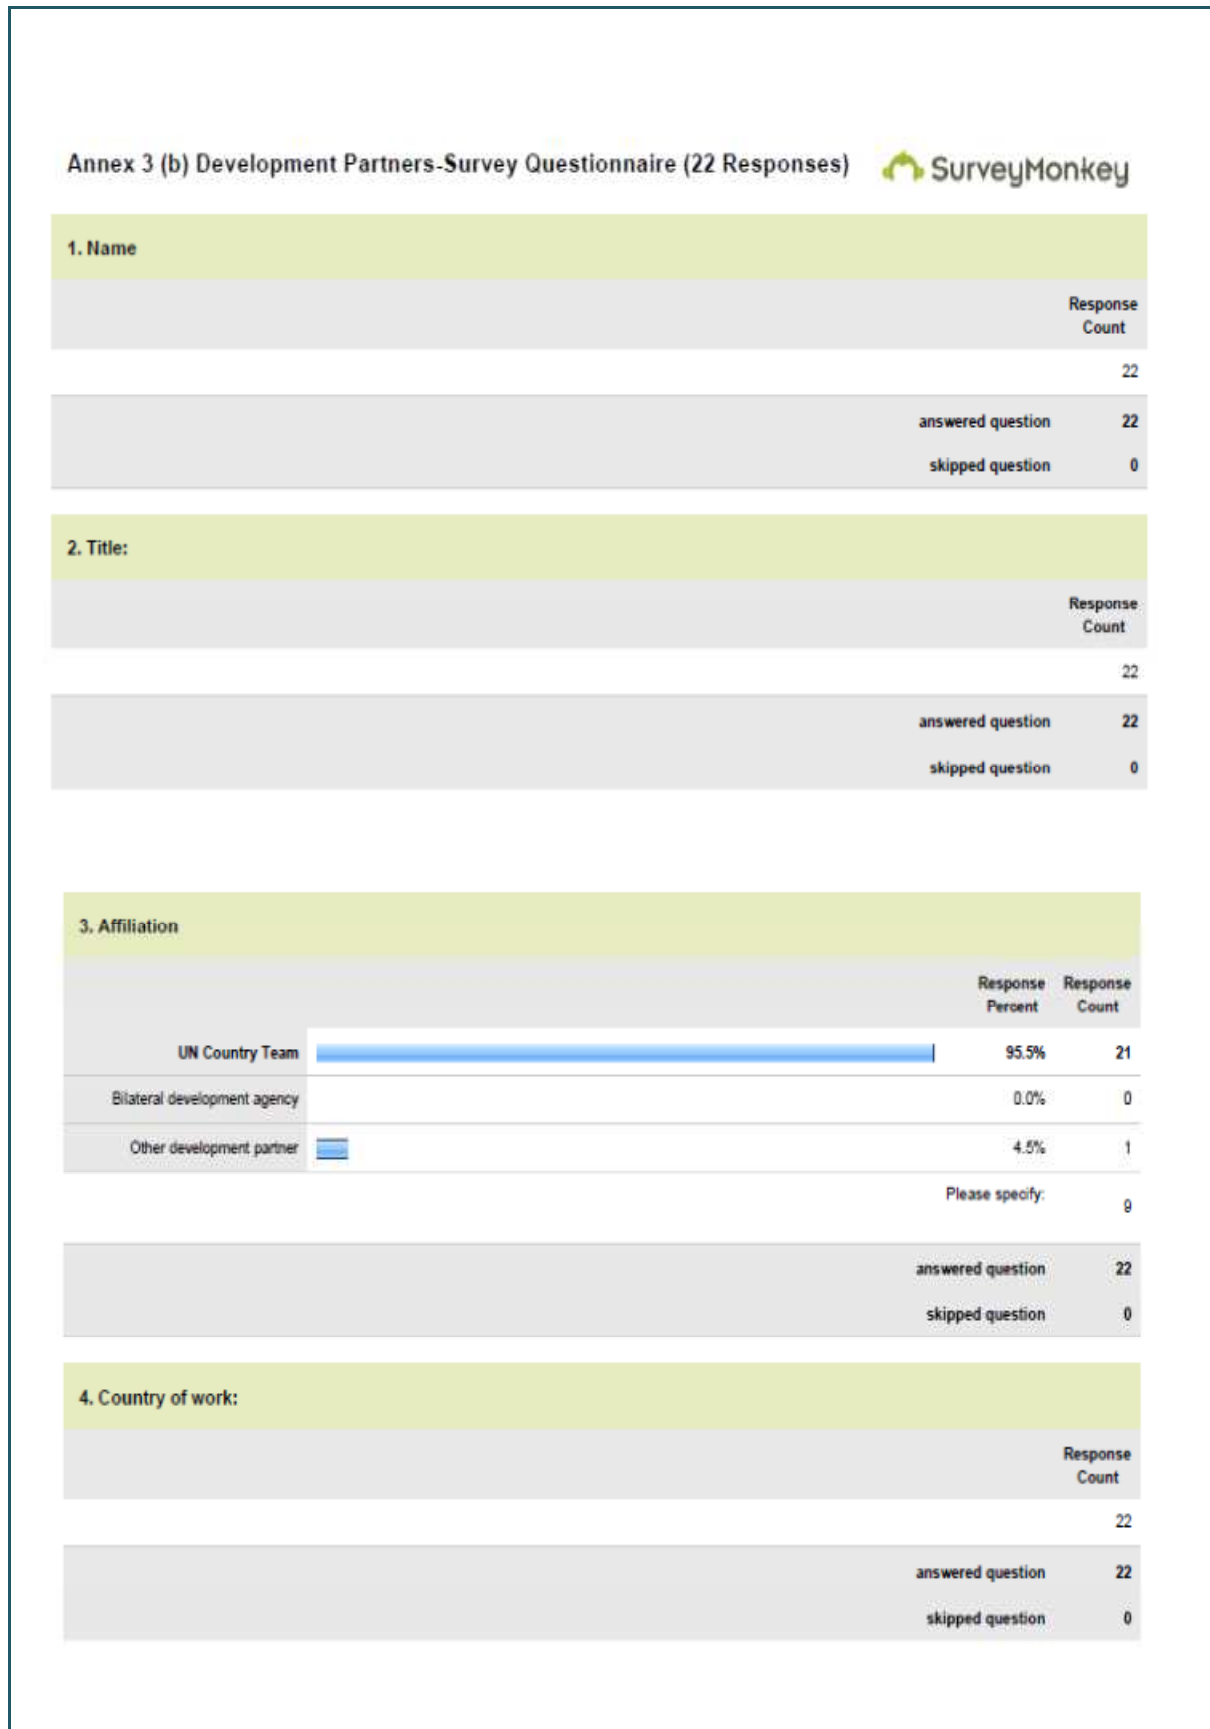 Annex 3 (b) Development Partners-Survey Questionnaire (22 Responses) SurveyMonkey
1. Name
Response
Count
22
answered question 22
skipped question 0
2. Title:
Response
Count
22
answered question 22
skipped question 0
3. Affiliation
Response Response
Percent Count
UN Country Team 95.5% 21
Bilateral development agency 0.0% 0
Other development partner 4.5% 1
Please specify: 9
answered question 22
skipped question 0
4. Country of work:
Response
Count
22
answered question 22
skipped question 0